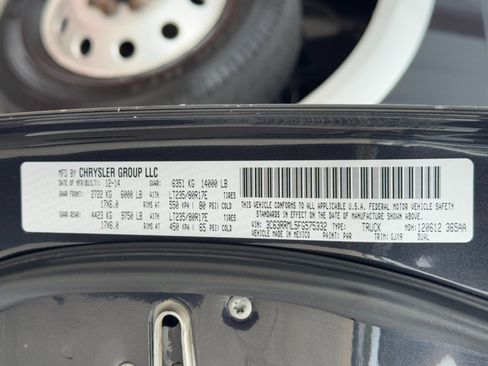 MFD BY CHRYSLER GROUP LLC
DATE OF MFR(BUILT): 12-14 GVWR: 6351 KG 14000 LB
GAWR FRONT 2722 KG 6000 LB WITH LT235/80R17E
17X6.0 RIMS AT 550 KPA ( 80 PSI) COLD
GAWR REAR 4423 KG 9750 LB WITH LT235/80R17E
17X6.0 RIMS AT 450 KPA ( 65 PSI) COLD
THIS VEHICLE CONFORMS TO ALL APPLICABLE
U.S.A. FEDERAL MOTOR VEHICLE SAFETY
STANDARDS IN EFFECT ON THE DATE OF MANUFACTURE SHOWN ABOVE.
VIN: 3C63RRML5FG575332 TYPE: TRUCK MDH: 120612 365AA
VEHICLE MADE IN MEXICO PAINT: PAR TRIM: GJX9 DUAL